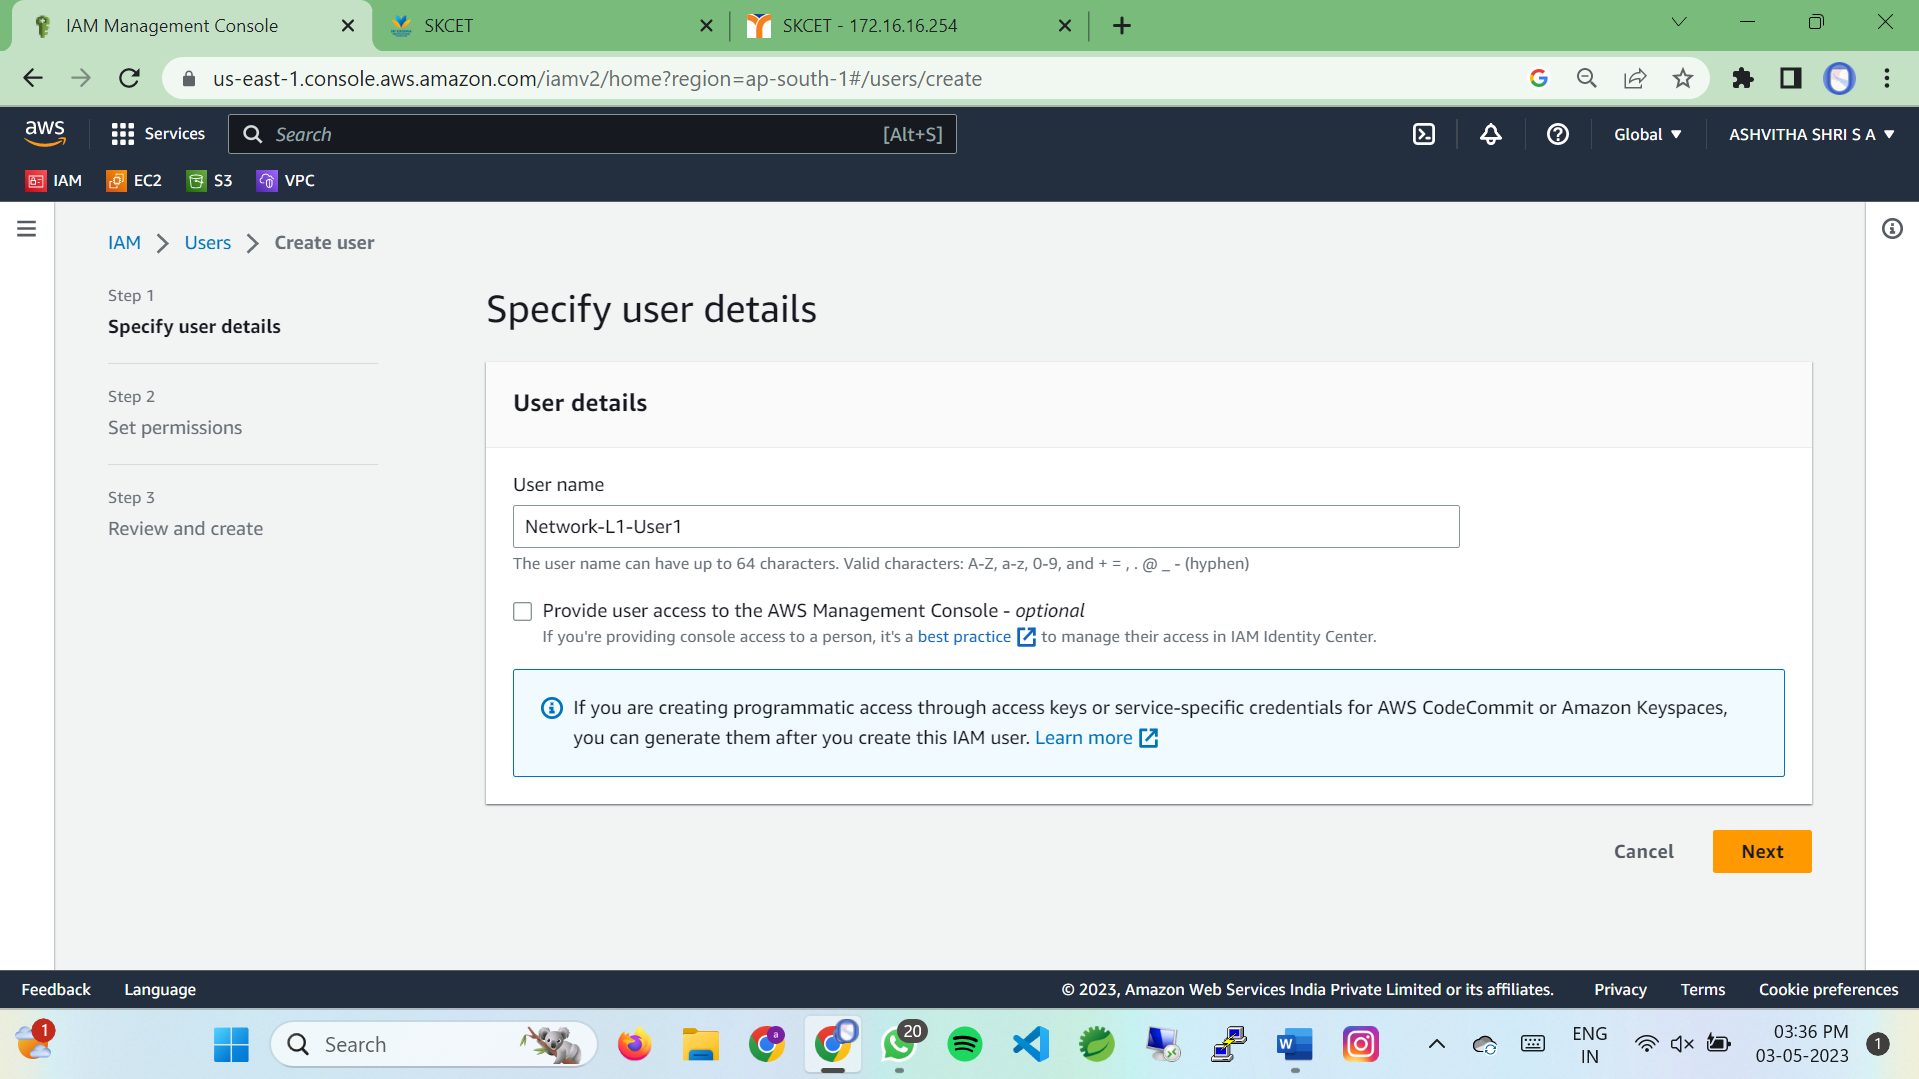 IAM Management Console
SKCET
SKCET - 172.16.16.254
us-east-1.console.aws.amazon.com/iamv2/home?region=ap-south-1#/users/create
aws
Services
Search
[Alt+S]
Global
ASHVITHA SHRI S A
IAM
EC2
S3
VPC
IAM
Users
Create user
Step 1
Specify user details
Step 2
Set permissions
Step 3
Review and create
Specify user details
User details
User name
Network-L1-User1
The user name can have up to 64 characters. Valid characters: A-Z, a-z, 0-9, and + = , . @ _ - (hyphen)
Provide user access to the AWS Management Console - optional
If you're providing console access to a person, it's a best practice to manage their access in IAM Identity Center.
If you are creating programmatic access through access keys or service-specific credentials for AWS CodeCommit or Amazon Keyspaces,
you can generate them after you create this IAM user. Learn more
Cancel
Next
Feedback
Language
© 2023, Amazon Web Services India Private Limited or its affiliates.
Privacy
Terms
Cookie preferences
1
Search
a
20
W
ENG
IN
03:36 PM
03-05-2023
1